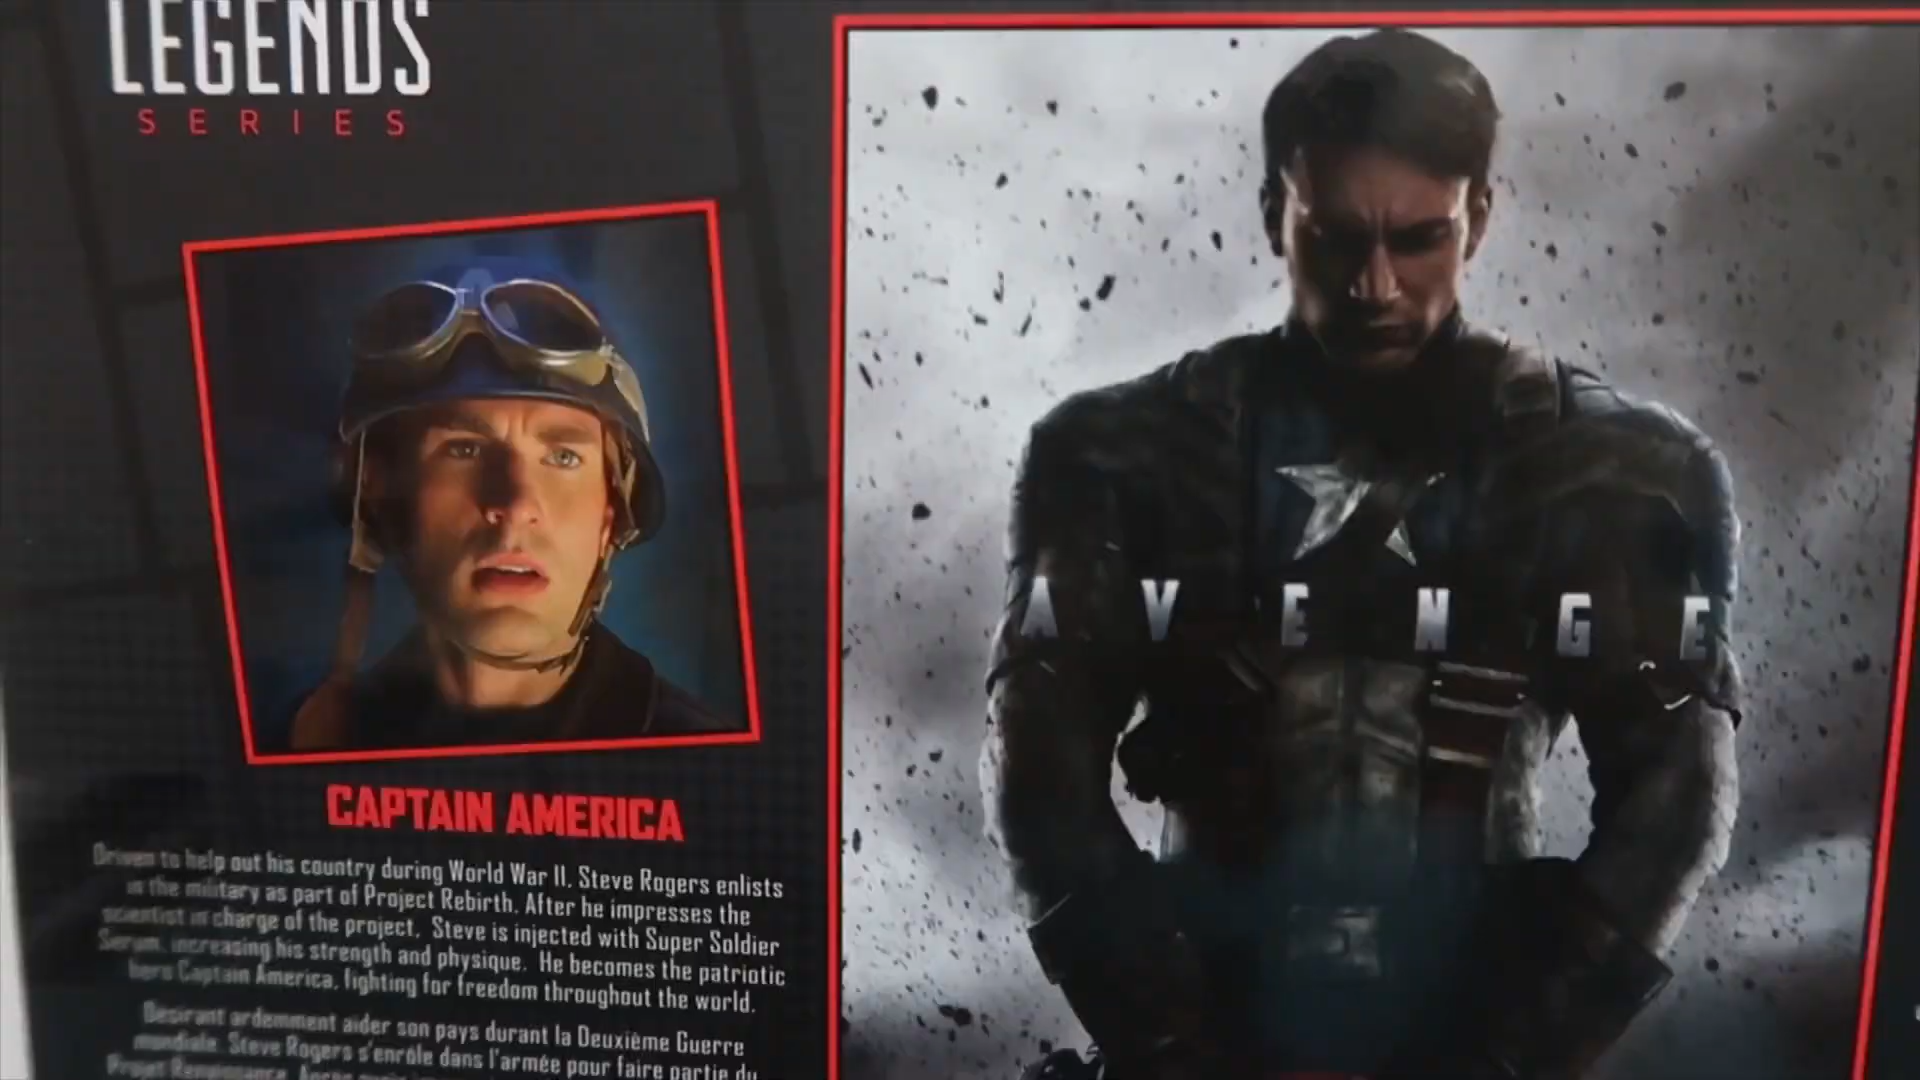 LEGENDS
SERIES
AVENGE
CAPTAIN AMERICA
Driven to help out his country during World War II, Steve Rogers enlists
in the military as part of Project Rebirth. After he impresses the
scientist in charge of the project, Steve is injected with Super Soldier
Serum, increasing his strength and physique. He becomes the patriotic
hero Captain America, fighting for freedom throughout the world.
Désirant ardemment aider son pays durant la Deuxième Guerre
mondiale, Steve Rogers s'enrôle dans l'armée pour faire partie du
Projet Renaissance. Après